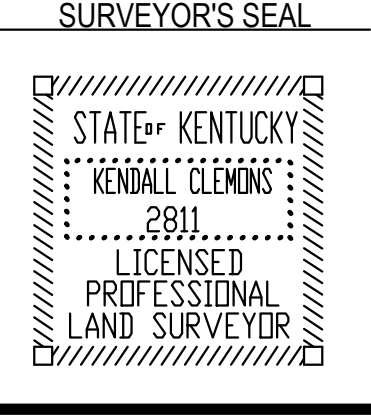 SURVEYOR'S SEAL
STATE OF KENTUCKY
KENDALL CLEMONS
2811
LICENSED
PROFESSIONAL
LAND SURVEYOR